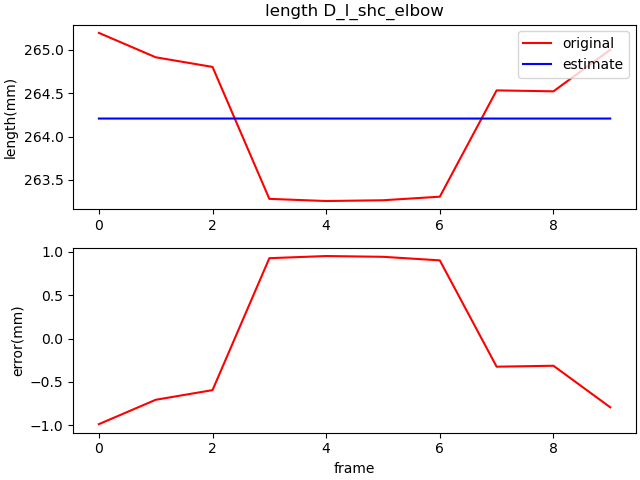 length D_l_shc_elbow
original
estimate
length(mm)
265.0
264.5
264.0
263.5
0 2 4 6 8
error(mm)
1.0
0.5
0.0
−0.5
−1.0
0 2 4 6 8
frame